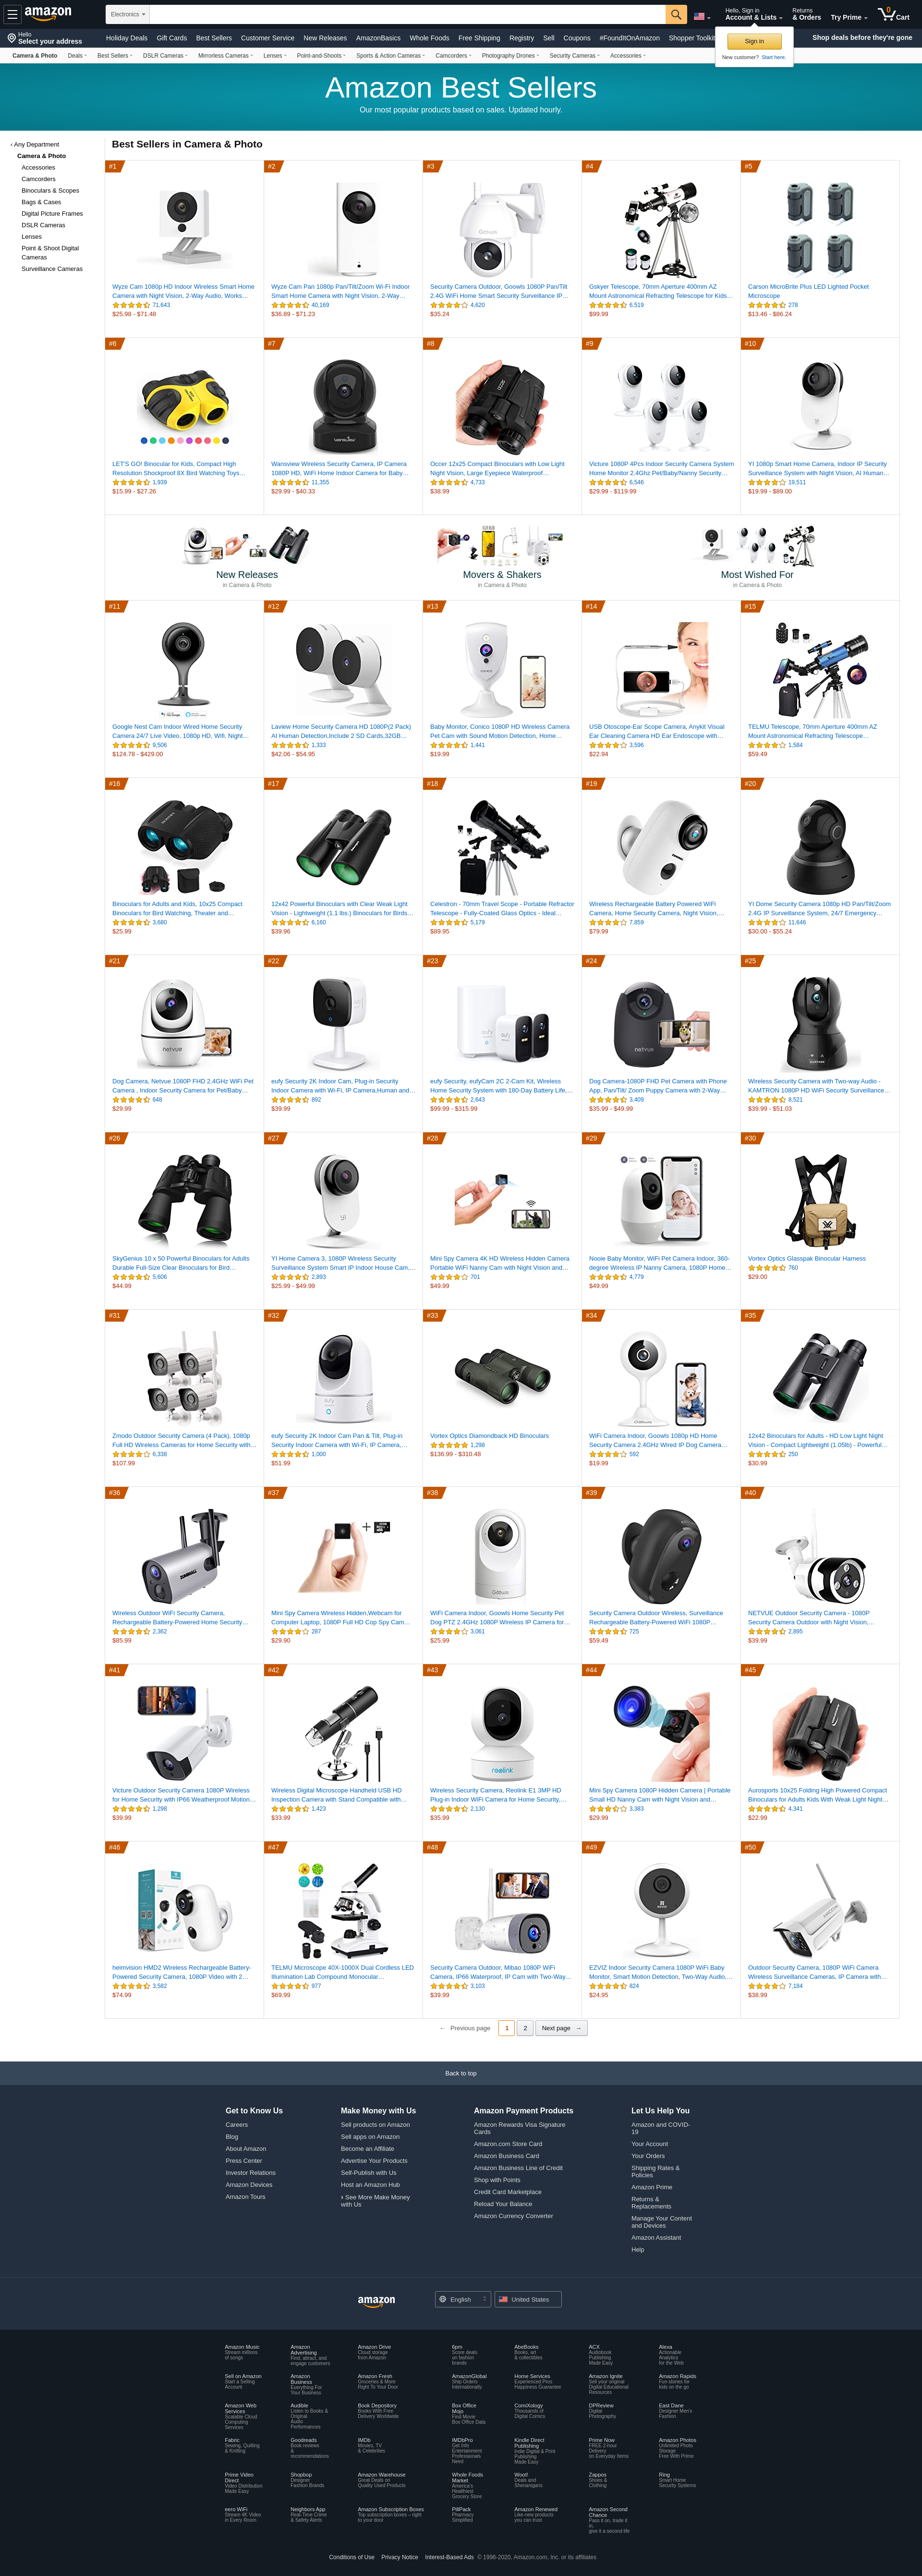 amazon
Electronics
Hello, Sign in
Account & Lists
Returns
& Orders
Try Prime
0
Cart
Hello
Select your address
Holiday Deals Gift Cards Best Sellers Customer Service New Releases AmazonBasics Whole Foods Free Shipping Registry Sell Coupons #FoundItOnAmazon Shopper Toolkit
Shop deals before they're gone
Sign in
New customer? Start here.
Camera & Photo Deals Best Sellers DSLR Cameras Mirrorless Cameras Lenses Point-and-Shoots Sports & Action Cameras Camcorders Photography Drones Security Cameras Accessories
Amazon Best Sellers
Our most popular products based on sales. Updated hourly.
‹ Any Department
Camera & Photo
Accessories
Camcorders
Binoculars & Scopes
Bags & Cases
Digital Picture Frames
DSLR Cameras
Lenses
Point & Shoot Digital
Cameras
Surveillance Cameras
Best Sellers in Camera & Photo
#1
Wyze Cam 1080p HD Indoor Wireless Smart Home
Camera with Night Vision, 2-Way Audio, Works…
71,643
$25.98 - $71.48
#2
Wyze Cam Pan 1080p Pan/Tilt/Zoom Wi-Fi Indoor
Smart Home Camera with Night Vision, 2-Way…
40,169
$36.89 - $71.23
#3
Security Camera Outdoor, Goowls 1080P Pan/Tilt
2.4G WiFi Home Smart Security Surveillance IP…
4,620
$35.24
#4
Gskyer Telescope, 70mm Aperture 400mm AZ
Mount Astronomical Refracting Telescope for Kids…
6,519
$99.99
#5
Carson MicroBrite Plus LED Lighted Pocket
Microscope
278
$13.46 - $86.24
#6
LET'S GO! Binocular for Kids, Compact High
Resolution Shockproof 8X Bird Watching Toys…
1,939
$15.99 - $27.26
#7
Wansview Wireless Security Camera, IP Camera
1080P HD, WiFi Home Indoor Camera for Baby…
11,355
$29.99 - $40.33
#8
Occer 12x25 Compact Binoculars with Low Light
Night Vision, Large Eyepiece Waterproof…
4,733
$38.99
#9
Victure 1080P 4Pcs Indoor Security Camera System
Home Monitor 2.4Ghz Pet/Baby/Nanny Security…
6,546
$29.99 - $119.99
#10
YI 1080p Smart Home Camera, Indoor IP Security
Surveillance System with Night Vision, AI Human…
19,511
$19.99 - $89.00
New Releases
in Camera & Photo
Movers & Shakers
in Camera & Photo
Most Wished For
in Camera & Photo
#11
Google Nest Cam Indoor Wired Home Security
Camera 24/7 Live Video, 1080p HD, Wifi, Night…
9,506
$124.78 - $429.00
#12
Laview Home Security Camera HD 1080P(2 Pack)
AI Human Detection,Include 2 SD Cards,32GB…
1,333
$42.06 - $54.95
#13
Baby Monitor, Conico 1080P HD Wireless Camera
Pet Cam with Sound Motion Detection, Home…
1,441
$19.99
#14
USB Otoscope-Ear Scope Camera, Anykit Visual
Ear Cleaning Camera HD Ear Endoscope with…
3,596
$22.94
#15
TELMU Telescope, 70mm Aperture 400mm AZ
Mount Astronomical Refracting Telescope…
1,584
$59.49
#16
Binoculars for Adults and Kids, 10x25 Compact
Binoculars for Bird Watching, Theater and…
3,680
$25.99
#17
12x42 Powerful Binoculars with Clear Weak Light
Vision - Lightweight (1.1 lbs.) Binoculars for Birds…
6,160
$39.96
#18
Celestron - 70mm Travel Scope - Portable Refractor
Telescope - Fully-Coated Glass Optics - Ideal…
5,179
$89.95
#19
Wireless Rechargeable Battery Powered WiFi
Camera, Home Security Camera, Night Vision,…
7,859
$79.99
#20
YI Dome Security Camera 1080p HD Pan/Tilt/Zoom
2.4G IP Surveillance System, 24/7 Emergency…
11,646
$30.00 - $55.24
#21
Dog Camera, Netvue 1080P FHD 2.4GHz WiFi Pet
Camera , Indoor Security Camera for Pet/Baby…
648
$29.99
#22
eufy Security 2K Indoor Cam, Plug-in Security
Indoor Camera with Wi-Fi, IP Camera,Human and…
892
$39.99
#23
eufy Security, eufyCam 2C 2-Cam Kit, Wireless
Home Security System with 180-Day Battery Life,…
2,643
$99.99 - $315.99
#24
Dog Camera-1080P FHD Pet Camera with Phone
App, Pan/Tilt/ Zoom Puppy Camera with 2-Way…
3,409
$35.99 - $49.99
#25
Wireless Security Camera with Two-way Audio -
KAMTRON 1080P HD WiFi Security Surveillance…
8,521
$39.99 - $51.03
#26
SkyGenius 10 x 50 Powerful Binoculars for Adults
Durable Full-Size Clear Binoculars for Bird…
5,606
$44.99
#27
YI Home Camera 3, 1080P Wireless Security
Surveillance System Smart IP Indoor House Cam,…
2,893
$25.99 - $49.99
#28
Mini Spy Camera 4K HD Wireless Hidden Camera
Portable WiFi Nanny Cam with Night Vision and…
701
$49.99
#29
Nooie Baby Monitor, WiFi Pet Camera Indoor, 360-
degree Wireless IP Nanny Camera, 1080P Home…
4,779
$49.99
#30
Vortex Optics Glasspak Binocular Harness
760
$29.00
#31
Zmodo Outdoor Security Camera (4 Pack), 1080p
Full HD Wireless Cameras for Home Security with…
6,338
$107.99
#32
eufy Security 2K Indoor Cam Pan & Tilt, Plug-in
Security Indoor Camera with Wi-Fi, IP Camera,…
1,000
$51.99
#33
Vortex Optics Diamondback HD Binoculars
1,298
$136.99 - $310.48
#34
WiFi Camera Indoor, Goowls 1080p HD Home
Security Camera 2.4GHz Wired IP Dog Camera…
592
$19.99
#35
12x42 Binoculars for Adults - HD Low Light Night
Vision - Compact Lightweight (1.05lb) - Powerful…
250
$30.99
#36
Wireless Outdoor WiFi Security Camera,
Rechargeable Battery-Powered Home Security…
2,362
$85.99
#37
Mini Spy Camera Wireless Hidden,Webcam for
Computer Laptop, 1080P Full HD Cop Spy Cam…
287
$29.90
#38
WiFi Camera Indoor, Goowls Home Security Pet
Dog PTZ 2.4GHz 1080P Wireless IP Camera for…
3,061
$25.99
#39
Security Camera Outdoor Wireless, Surveillance
Rechargeable Battery-Powered WiFi 1080P…
725
$59.49
#40
NETVUE Outdoor Security Camera - 1080P
Security Camera Outdoor with Night Vision,…
2,895
$39.99
#41
Victure Outdoor Security Camera 1080P Wireless
for Home Security with IP66 Weatherproof Motion…
1,298
$39.99
#42
Wireless Digital Microscope Handheld USB HD
Inspection Camera with Stand Compatible with…
1,423
$33.99
#43
Wireless Security Camera, Reolink E1 3MP HD
Plug-in Indoor WiFi Camera for Home Security,…
2,130
$35.99
#44
Mini Spy Camera 1080P Hidden Camera | Portable
Small HD Nanny Cam with Night Vision and…
3,383
$29.99
#45
Aurosports 10x25 Folding High Powered Compact
Binoculars for Adults Kids With Weak Light Night…
4,341
$22.99
#46
heimvision HMD2 Wireless Rechargeable Battery-
Powered Security Camera, 1080P Video with 2…
3,582
$74.99
#47
TELMU Microscope 40X-1000X Dual Cordless LED
Illumination Lab Compound Monocular…
977
$69.99
#48
Security Camera Outdoor, Mibao 1080P WiFi
Camera, IP66 Waterproof, IP Cam with Two-Way…
3,103
$39.99
#49
EZVIZ Indoor Security Camera 1080P WiFi Baby
Monitor, Smart Motion Detection, Two-Way Audio,…
824
$24.95
#50
Outdoor Security Camera, 1080P WiFi Camera
Wireless Surveillance Cameras, IP Camera with…
7,184
$38.99
← Previous page 1 2 Next page →
Back to top
Get to Know Us
Careers
Blog
About Amazon
Press Center
Investor Relations
Amazon Devices
Amazon Tours
Make Money with Us
Sell products on Amazon
Sell apps on Amazon
Become an Affiliate
Advertise Your Products
Self-Publish with Us
Host an Amazon Hub
› See More Make Money
with Us
Amazon Payment Products
Amazon Rewards Visa Signature
Cards
Amazon.com Store Card
Amazon Business Card
Amazon Business Line of Credit
Shop with Points
Credit Card Marketplace
Reload Your Balance
Amazon Currency Converter
Let Us Help You
Amazon and COVID-
19
Your Account
Your Orders
Shipping Rates &
Policies
Amazon Prime
Returns &
Replacements
Manage Your Content
and Devices
Amazon Assistant
Help
amazon
English
United States
Amazon Music
Stream millions
of songs
Amazon
Advertising
Find, attract, and
engage customers
Amazon Drive
Cloud storage
from Amazon
6pm
Score deals
on fashion
brands
AbeBooks
Books, art
& collectibles
ACX
Audiobook
Publishing
Made Easy
Alexa
Actionable
Analytics
for the Web
Sell on Amazon
Start a Selling
Account
Amazon
Business
Everything For
Your Business
Amazon Fresh
Groceries & More
Right To Your Door
AmazonGlobal
Ship Orders
Internationally
Home Services
Experienced Pros
Happiness Guarantee
Amazon Ignite
Sell your original
Digital Educational
Resources
Amazon Rapids
Fun stories for
kids on the go
Amazon Web
Services
Scalable Cloud
Computing
Services
Audible
Listen to Books &
Original
Audio
Performances
Book Depository
Books With Free
Delivery Worldwide
Box Office
Mojo
Find Movie
Box Office Data
ComiXology
Thousands of
Digital Comics
DPReview
Digital
Photography
East Dane
Designer Men's
Fashion
Fabric
Sewing, Quilting
& Knitting
Goodreads
Book reviews
&
recommendations
IMDb
Movies, TV
& Celebrities
IMDbPro
Get Info
Entertainment
Professionals
Need
Kindle Direct
Publishing
Indie Digital & Print
Publishing
Made Easy
Prime Now
FREE 2-hour
Delivery
on Everyday Items
Amazon Photos
Unlimited Photo
Storage
Free With Prime
Prime Video
Direct
Video Distribution
Made Easy
Shopbop
Designer
Fashion Brands
Amazon Warehouse
Great Deals on
Quality Used Products
Whole Foods
Market
America's
Healthiest
Grocery Store
Woot!
Deals and
Shenanigans
Zappos
Shoes &
Clothing
Ring
Smart Home
Security Systems
eero WiFi
Stream 4K Video
in Every Room
Neighbors App
Real-Time Crime
& Safety Alerts
Amazon Subscription Boxes
Top subscription boxes – right
to your door
PillPack
Pharmacy
Simplified
Amazon Renewed
Like-new products
you can trust
Amazon Second
Chance
Pass it on, trade it
in,
give it a second life
Conditions of Use Privacy Notice Interest-Based Ads © 1996-2020, Amazon.com, Inc. or its affiliates